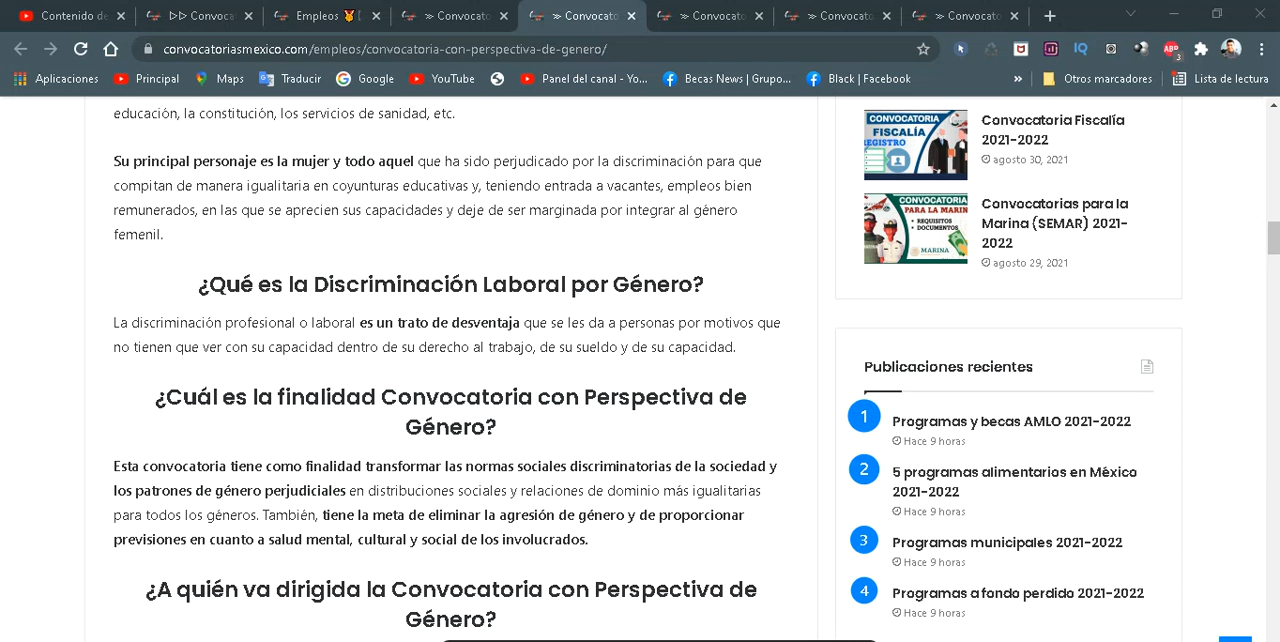 Contenido de
▷▷ Convoca
Empleos
≫ Convocato
≫ Convocato
≫ Convocato
≫ Convocato
≫ Convocato
convocatoriasmexico.com/empleos/convocatoria-con-perspectiva-de-genero/
IQ
ABP
3
Aplicaciones
Principal
Maps
Traducir
Google
YouTube
Panel del canal - Yo...
Becas News | Grupo...
Black | Facebook
»
Otros marcadores
Lista de lectura
educación, la constitución, los servicios de sanidad, etc.
Su principal personaje es la mujer y todo aquel que ha sido perjudicado por la discriminación para que
compitan de manera igualitaria en coyunturas educativas y, teniendo entrada a vacantes, empleos bien
remunerados, en las que se aprecien sus capacidades y deje de ser marginada por integrar al género
femenil.
¿Qué es la Discriminación Laboral por Género?
La discriminación profesional o laboral es un trato de desventaja que se les da a personas por motivos que
no tienen que ver con su capacidad dentro de su derecho al trabajo, de su sueldo y de su capacidad.
¿Cuál es la finalidad Convocatoria con Perspectiva de
Género?
Esta convocatoria tiene como finalidad transformar las normas sociales discriminatorias de la sociedad y
los patrones de género perjudiciales en distribuciones sociales y relaciones de dominio más igualitarias
para todos los géneros. También, tiene la meta de eliminar la agresión de género y de proporcionar
previsiones en cuanto a salud mental, cultural y social de los involucrados.
¿A quién va dirigida la Convocatoria con Perspectiva de
Género?
CONVOCATORIA
FISCALÍA
REGISTRO
Convocatoria Fiscalía
2021-2022
agosto 30, 2021
CONVOCATORIA
PARA LA MARIN
• REQUISITOS
• DOCUMENTOS
MARINA
Convocatorias para la
Marina (SEMAR) 2021-
2022
agosto 29, 2021
Publicaciones recientes
1
Programas y becas AMLO 2021-2022
Hace 9 horas
2
5 programas alimentarios en México
2021-2022
Hace 9 horas
3
Programas municipales 2021-2022
Hace 9 horas
4
Programas a fondo perdido 2021-2022
Hace 9 horas